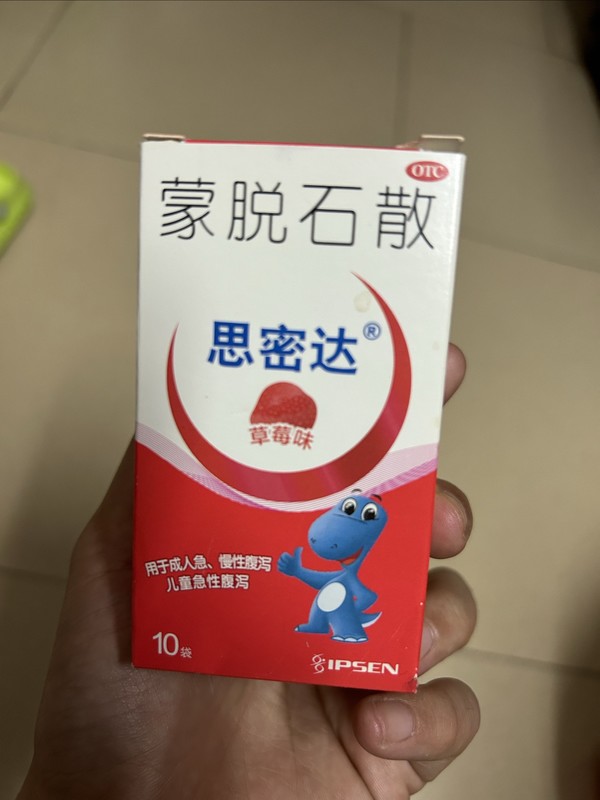 OTC
蒙脱石散
思密达®
草莓味
用于成人急、慢性腹泻
儿童急性腹泻
10袋
IPSEN